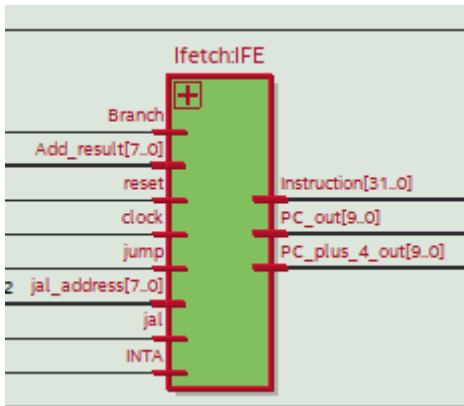 Ifetch:IFE
Branch
Add_result[7..0]
reset
clock
jump
2 jal_address[7..0]
jal
INTA
Instruction[31..0]
PC_out[9..0]
PC_plus_4_out[9..0]